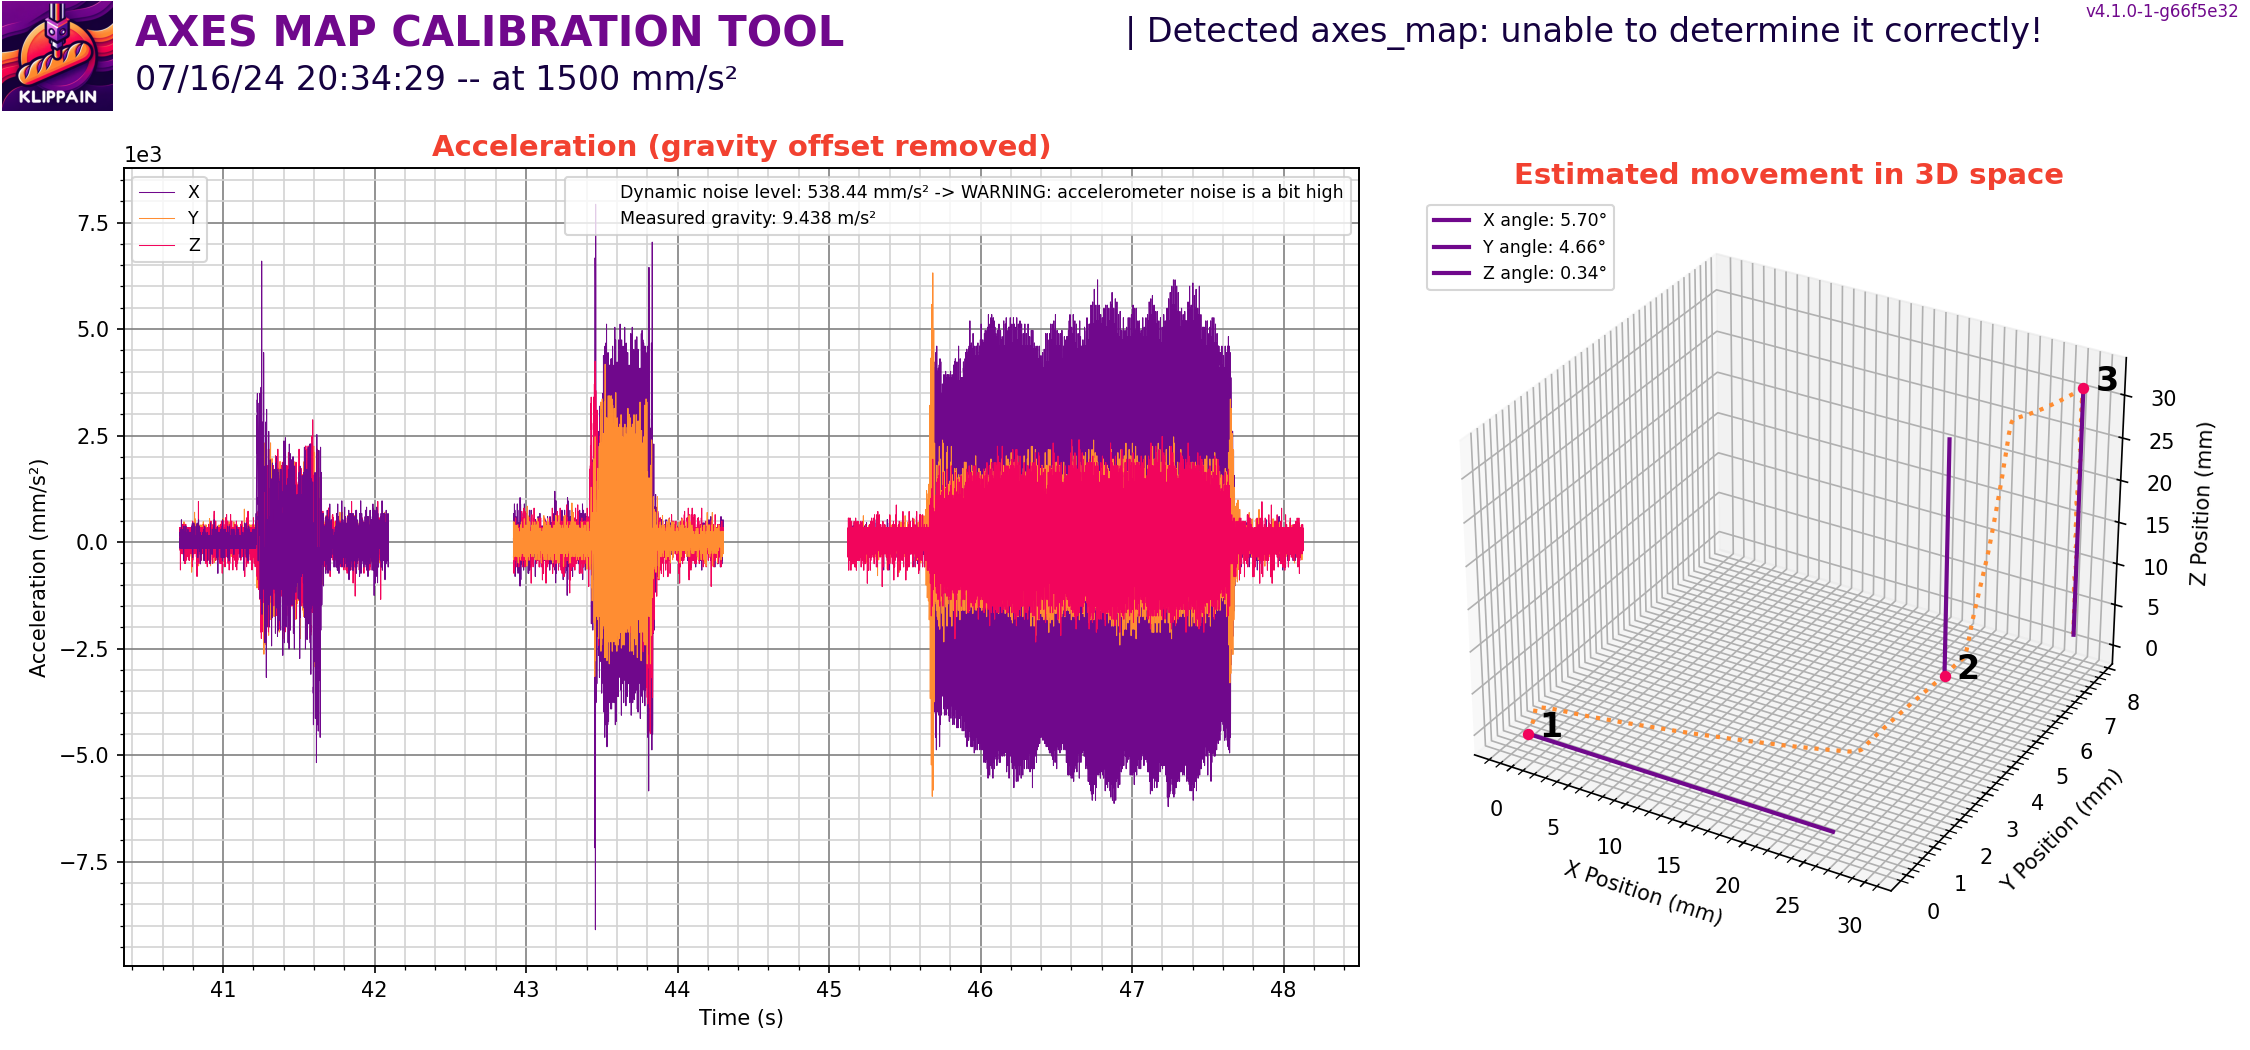 AXES MAP CALIBRATION TOOL
| Detected axes_map: unable to determine it correctly!
v4.1.0-1-g66f5e32
07/16/24 20:34:29 -- at 1500 mm/s²
KLIPPAIN
Acceleration (gravity offset removed)
1e3
X
Y
Z
Dynamic noise level: 538.44 mm/s² -> WARNING: accelerometer noise is a bit high
Measured gravity: 9.438 m/s²
7.5
5.0
2.5
0.0
−2.5
−5.0
−7.5
Acceleration (mm/s²)
41 42 43 44 45 46 47 48
Time (s)
Estimated movement in 3D space
X angle: 5.70°
Y angle: 4.66°
Z angle: 0.34°
1
2
3
0 5 10 15 20 25 30
X Position (mm)
0 1 2 3 4 5 6 7 8
Y Position (mm)
30
25
20
15
10
5
0
Z Position (mm)